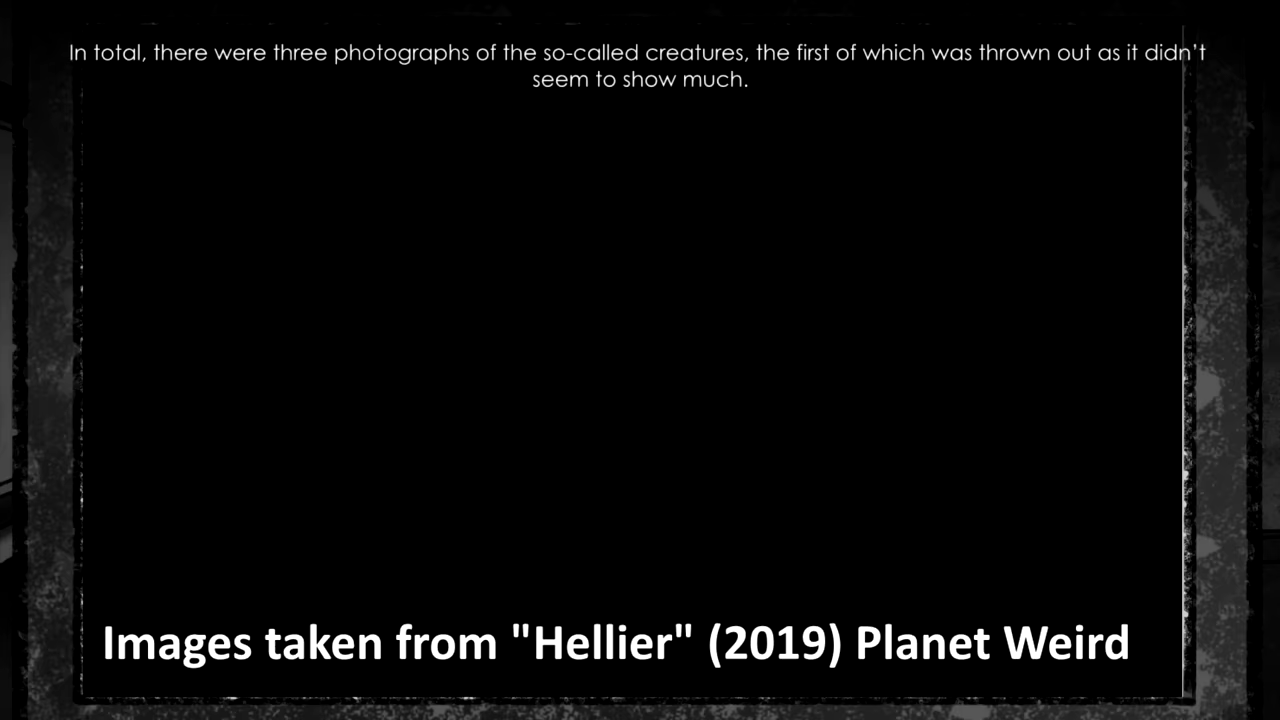 In total, there were three photographs of the so-called creatures, the first of which was thrown out as it didn’t
seem to show much.
Images taken from "Hellier" (2019) Planet Weird